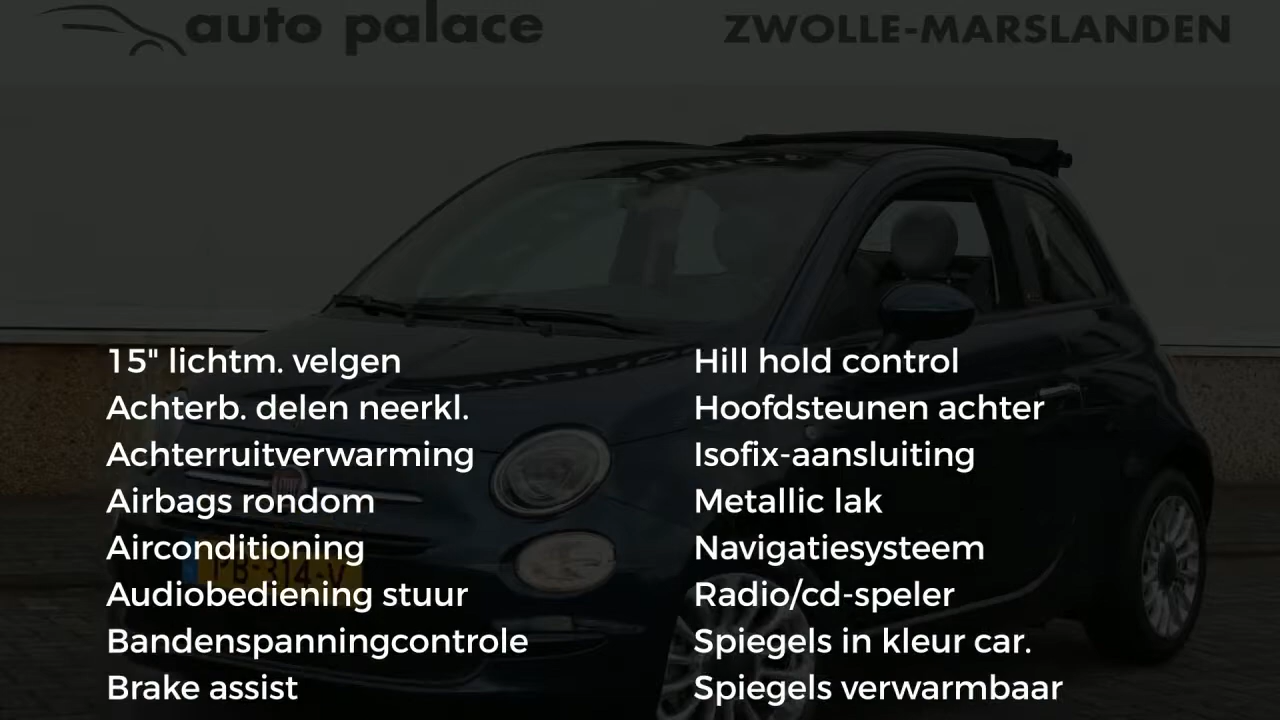 auto palace
ZWOLLE-MARSLANDEN
15" lichtm. velgen
Achterb. delen neerkl.
Achterruitverwarming
Airbags rondom
Airconditioning
Audiobediening stuur
Bandenspanningcontrole
Brake assist
Hill hold control
Hoofdsteunen achter
Isofix-aansluiting
Metallic lak
Navigatiesysteem
Radio/cd-speler
Spiegels in kleur car.
Spiegels verwarmbaar
PB-314-V